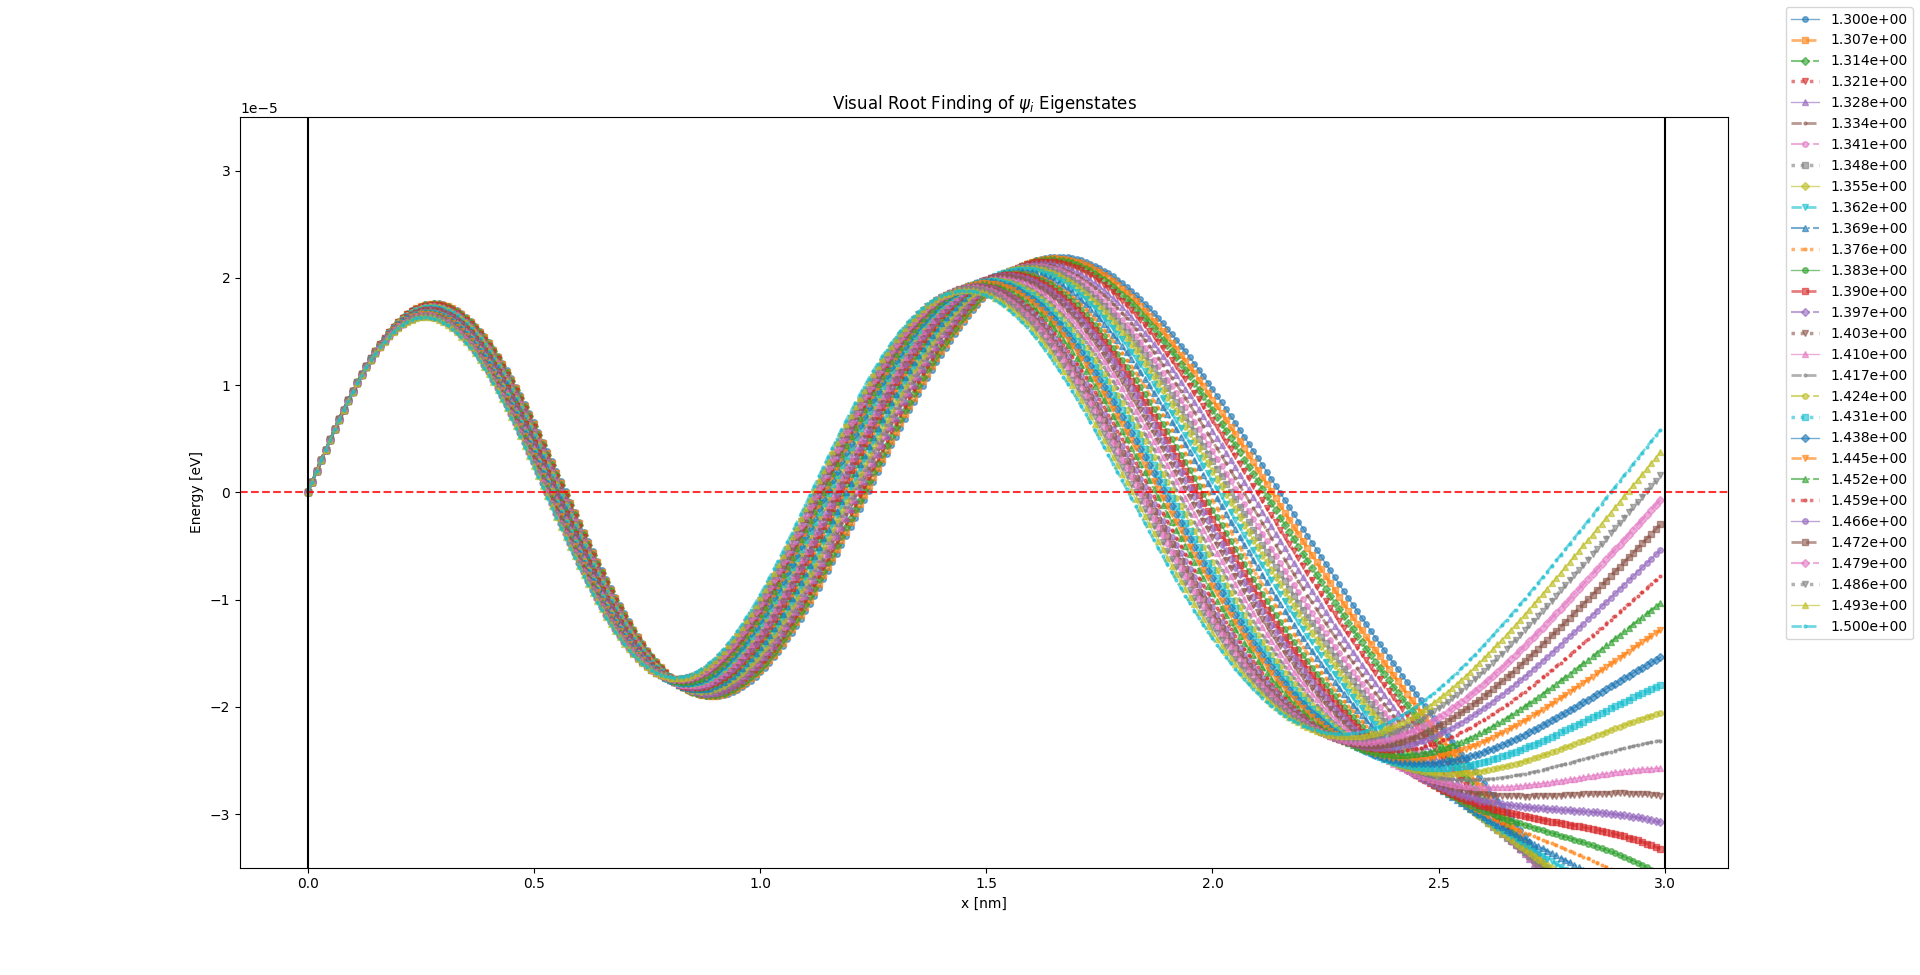 Visual Root Finding of ψi Eigenstates
1e−5
3
2
1
0
−1
−2
−3
Energy [eV]
0.0 0.5 1.0 1.5 2.0 2.5 3.0
x [nm]
1.300e+00
1.307e+00
1.314e+00
1.321e+00
1.328e+00
1.334e+00
1.341e+00
1.348e+00
1.355e+00
1.362e+00
1.369e+00
1.376e+00
1.383e+00
1.390e+00
1.397e+00
1.403e+00
1.410e+00
1.417e+00
1.424e+00
1.431e+00
1.438e+00
1.445e+00
1.452e+00
1.459e+00
1.466e+00
1.472e+00
1.479e+00
1.486e+00
1.493e+00
1.500e+00